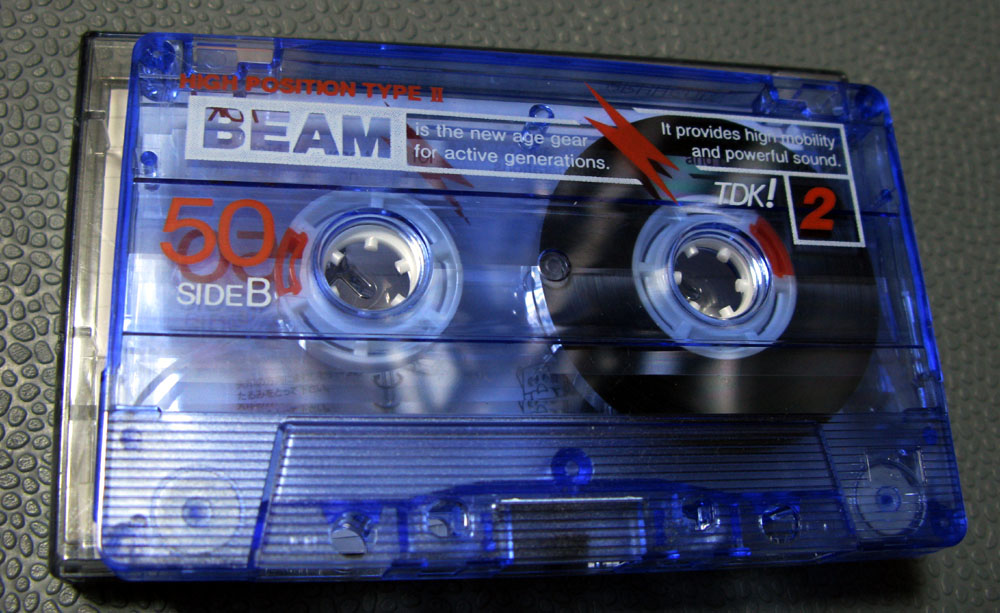 HIGH POSITION TYPE II
BEAM
is the new age gear
for active generations.
It provides high mobility
and powerful sound.
TDK!
2
50
SIDE B